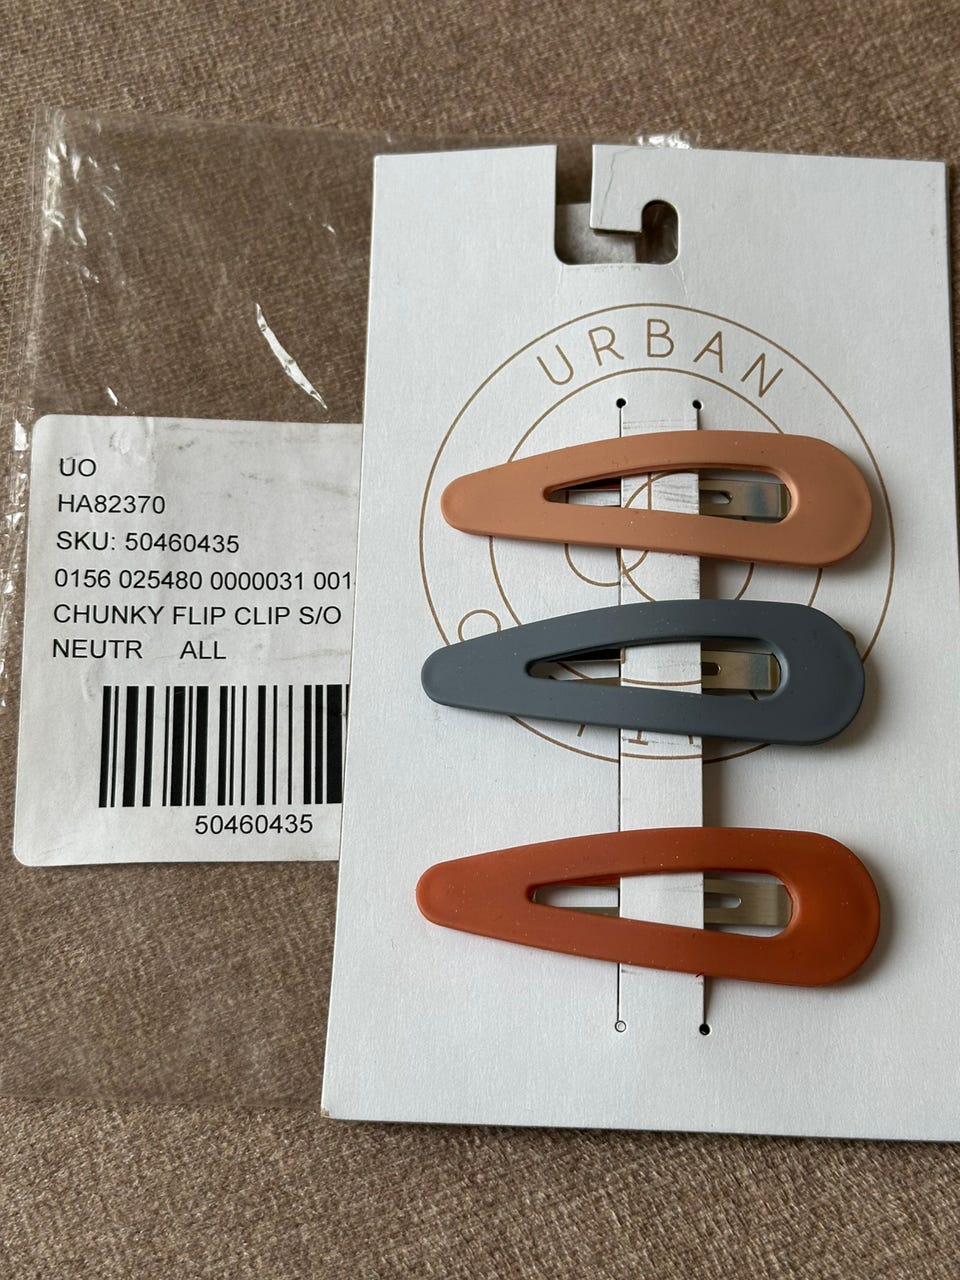 URBAN
UO
HA82370
SKU: 50460435
0156 025480 0000031 001
CHUNKY FLIP CLIP S/O
NEUTR ALL
50460435